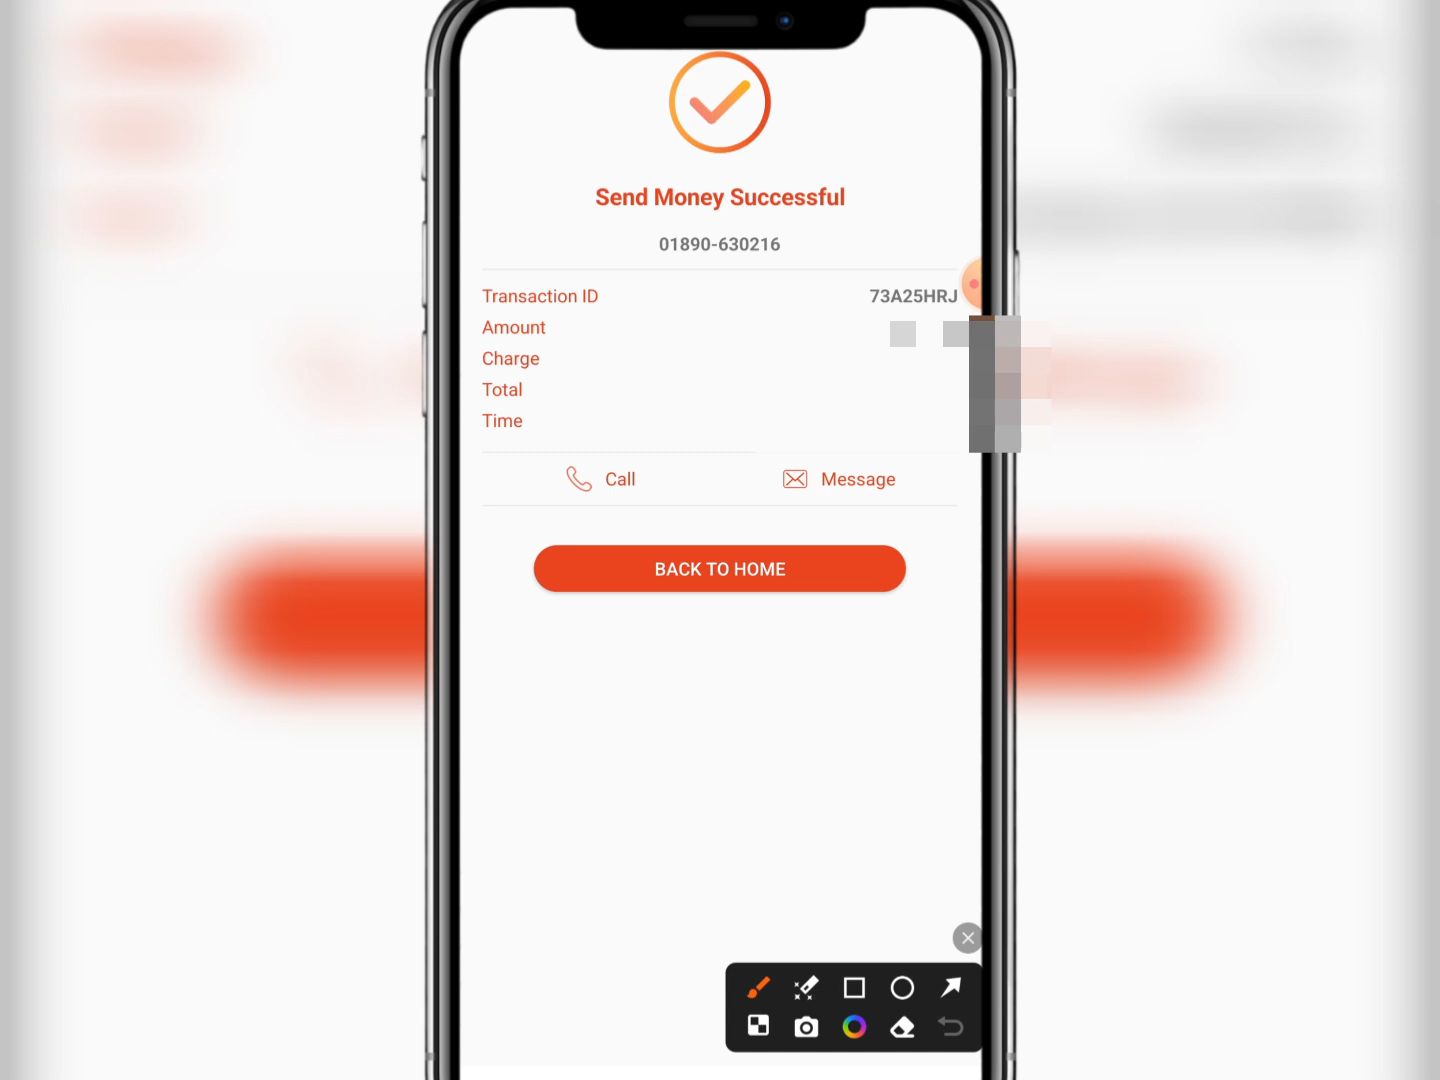 Send Money Successful
01890-630216
Transaction ID 73A25HRJ
Amount
Charge
Total
Time
Call Message
BACK TO HOME